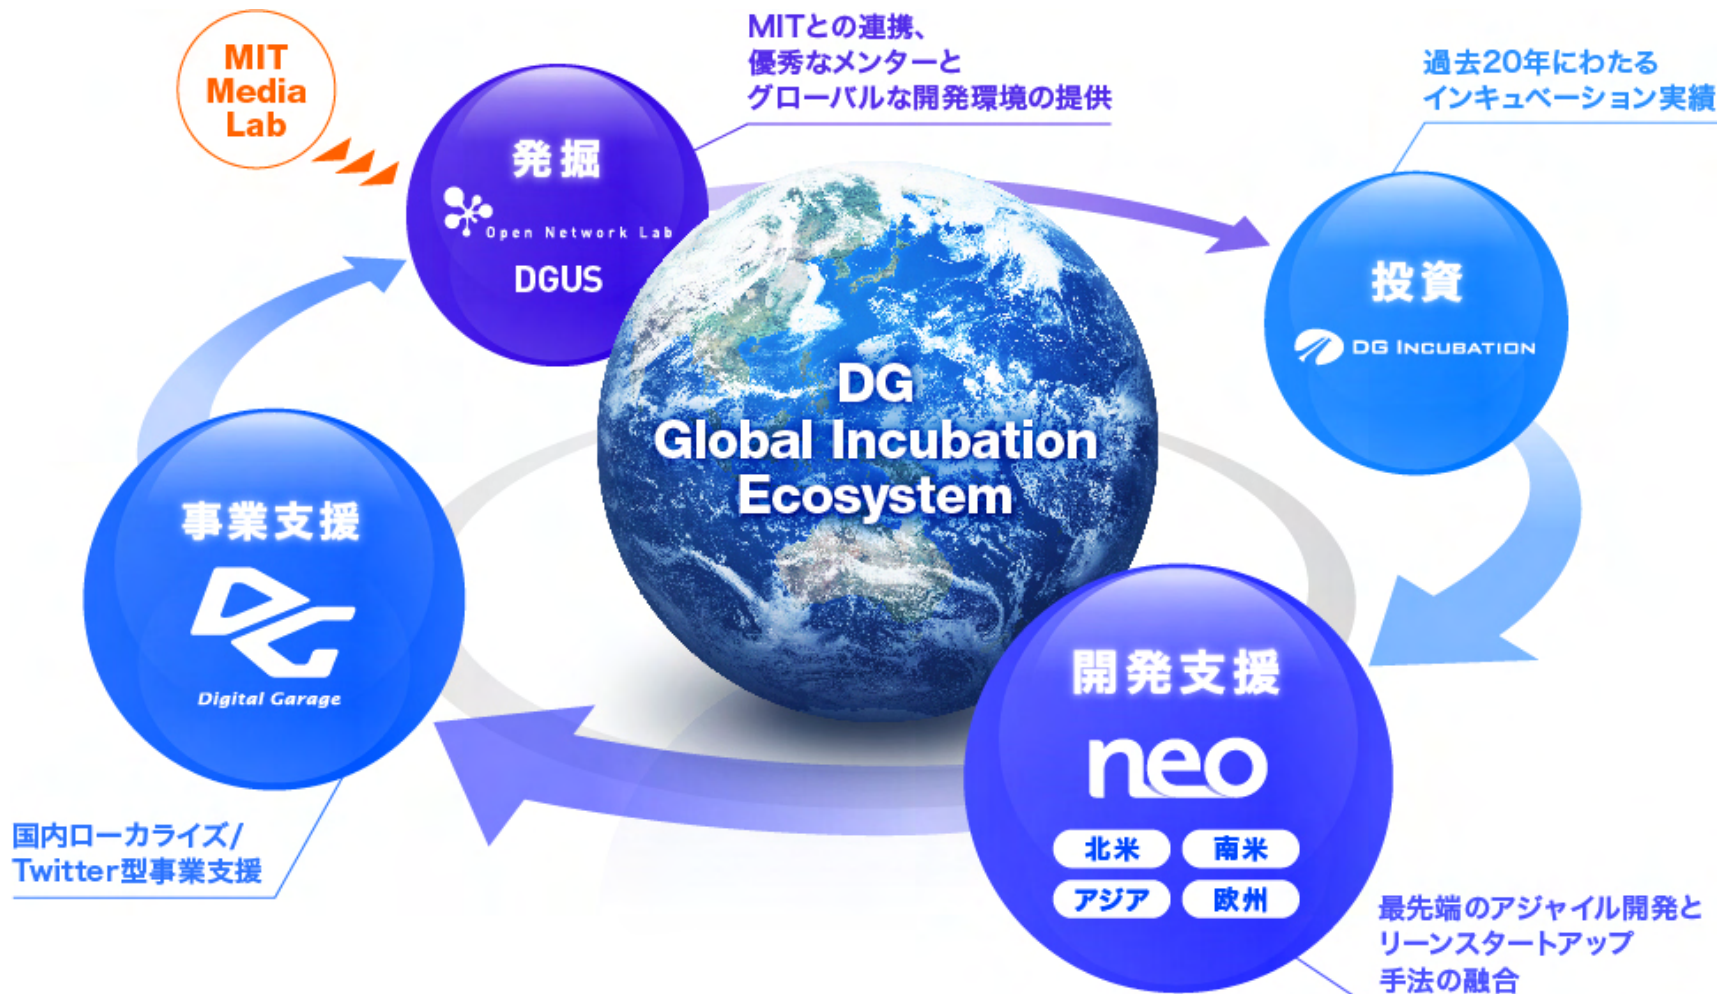 MIT
Media
Lab
発掘
Open Network Lab
DGUS
MITとの連携、
優秀なメンターと
グローバルな開発環境の提供
過去20年にわたる
インキュベーション実績
投資
DG INCUBATION
DG
Global Incubation
Ecosystem
事業支援
DG
Digital Garage
国内ローカライズ/
Twitter型事業支援
開発支援
neo
北米
南米
アジア
欧州
最先端のアジャイル開発と
リーンスタートアップ
手法の融合